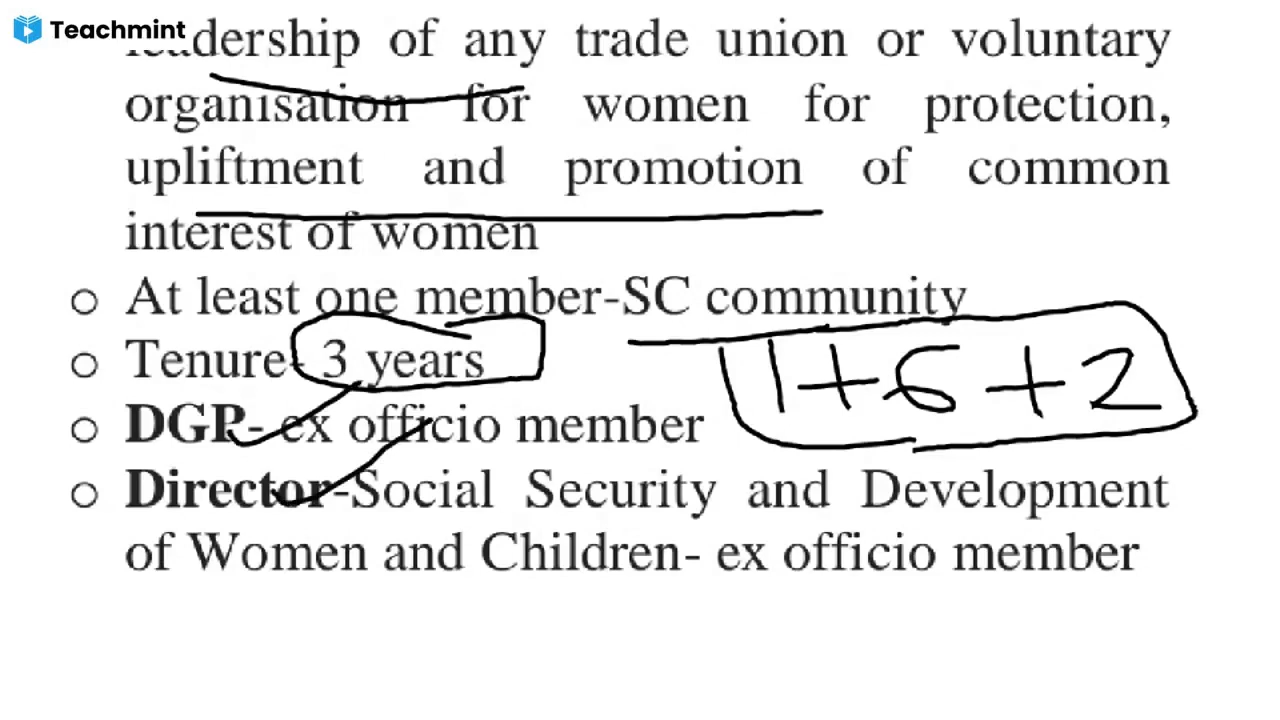 Teachmint
leadership of any trade union or voluntary
organisation for women for protection,
upliftment and promotion of common
interest of women
o At least one member-SC community
o Tenure- 3 years
1+6+2
o DGP- ex officio member
o Director-Social Security and Development
of Women and Children- ex officio member